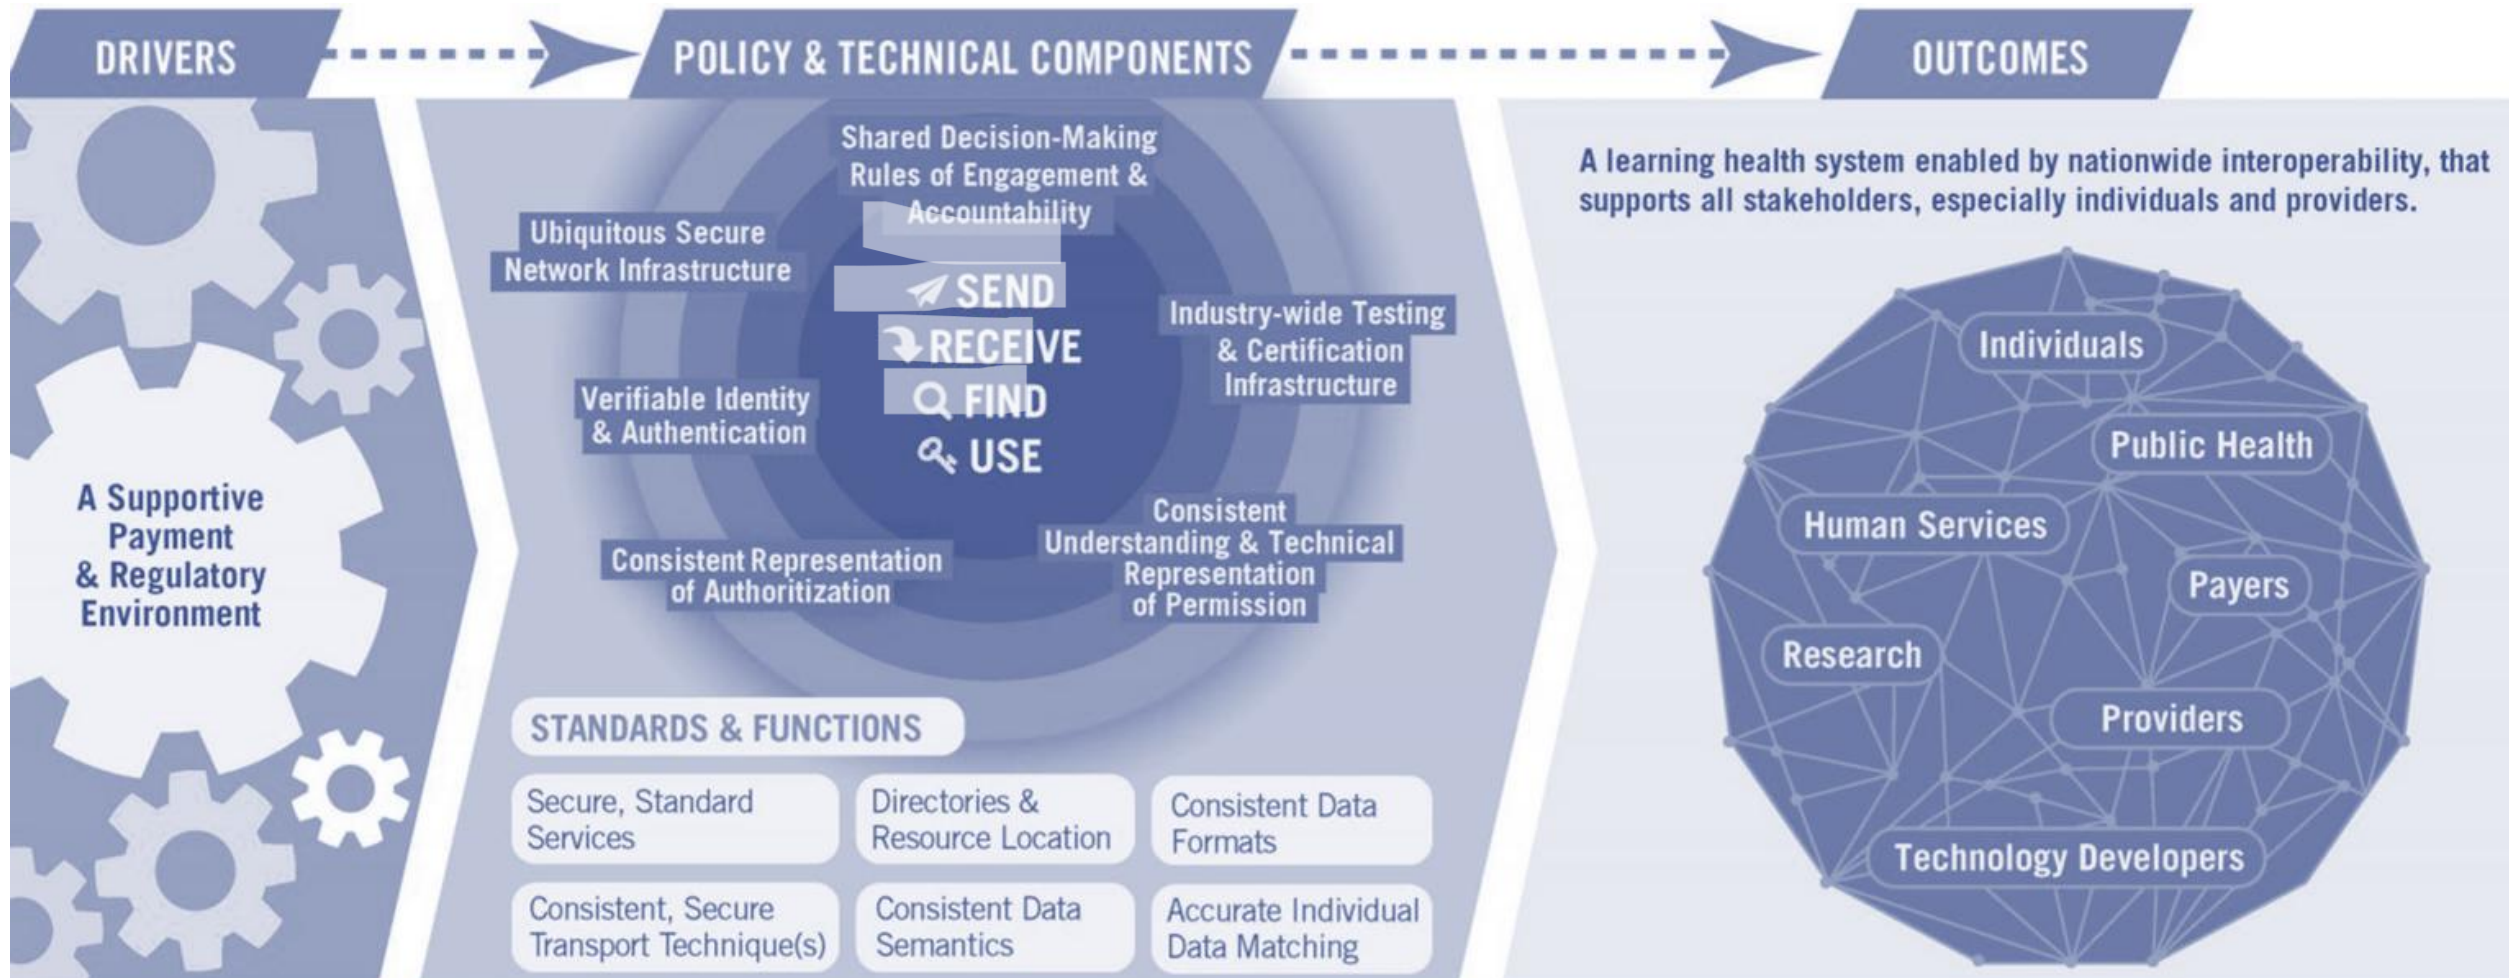 DRIVERS
POLICY & TECHNICAL COMPONENTS
OUTCOMES
A Supportive
Payment
& Regulatory
Environment
Shared Decision-Making
Rules of Engagement &
Accountability
Ubiquitous Secure
Network Infrastructure
SEND
RECEIVE
FIND
USE
Industry-wide Testing
& Certification
Infrastructure
Verifiable Identity
& Authentication
Consistent Representation
of Authoritization
Consistent
Understanding & Technical
Representation
of Permission
STANDARDS & FUNCTIONS
Secure, Standard
Services
Directories &
Resource Location
Consistent Data
Formats
Consistent, Secure
Transport Technique(s)
Consistent Data
Semantics
Accurate Individual
Data Matching
A learning health system enabled by nationwide interoperability, that
supports all stakeholders, especially individuals and providers.
Individuals
Public Health
Human Services
Payers
Research
Providers
Technology Developers